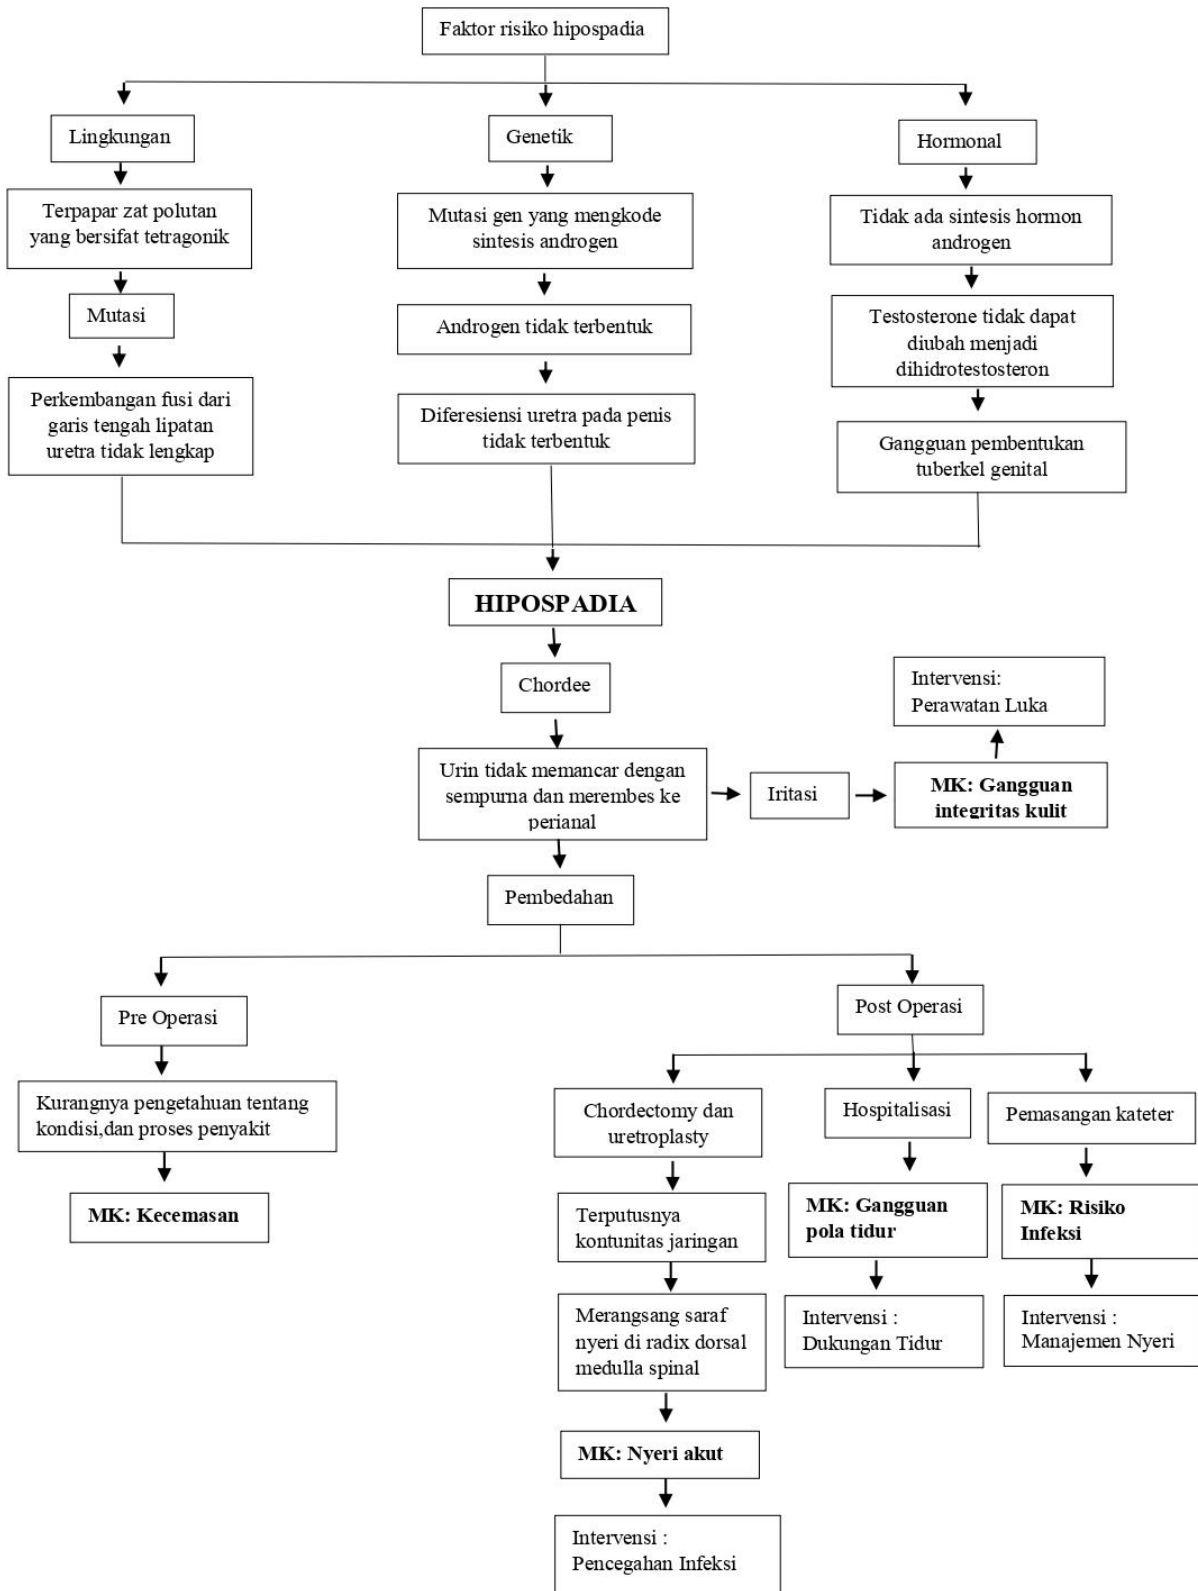 Faktor risiko hipospadia
Lingkungan
Genetik
Hormonal
Terpapar zat polutan
yang bersifat tetragonik
Mutasi gen yang mengkode
sintesis androgen
Tidak ada sintesis hormon
androgen
Mutasi
Androgen tidak terbentuk
Testosterone tidak dapat
diubah menjadi
dihidrotestosteron
Perkembangan fusi dari
garis tengah lipatan
uretra tidak lengkap
Diferesiensi uretra pada penis
tidak terbentuk
Gangguan pembentukan
tuberkel genital
HIPOSPADIA
Chordee
Intervensi:
Perawatan Luka
Urin tidak memancar dengan
sempurna dan merembes ke
perianal
Iritasi
MK: Gangguan
integritas kulit
Pembedahan
Pre Operasi
Post Operasi
Kurangnya pengetahuan tentang
kondisi,dan proses penyakit
Chordectomy dan
uretroplasty
Hospitalisasi
Pemasangan kateter
MK: Kecemasan
Terputusnya
kontunitas jaringan
MK: Gangguan
pola tidur
MK: Risiko
Infeksi
Merangsang saraf
nyeri di radix dorsal
medulla spinal
Intervensi :
Dukungan Tidur
Intervensi :
Manajemen Nyeri
MK: Nyeri akut
Intervensi :
Pencegahan Infeksi